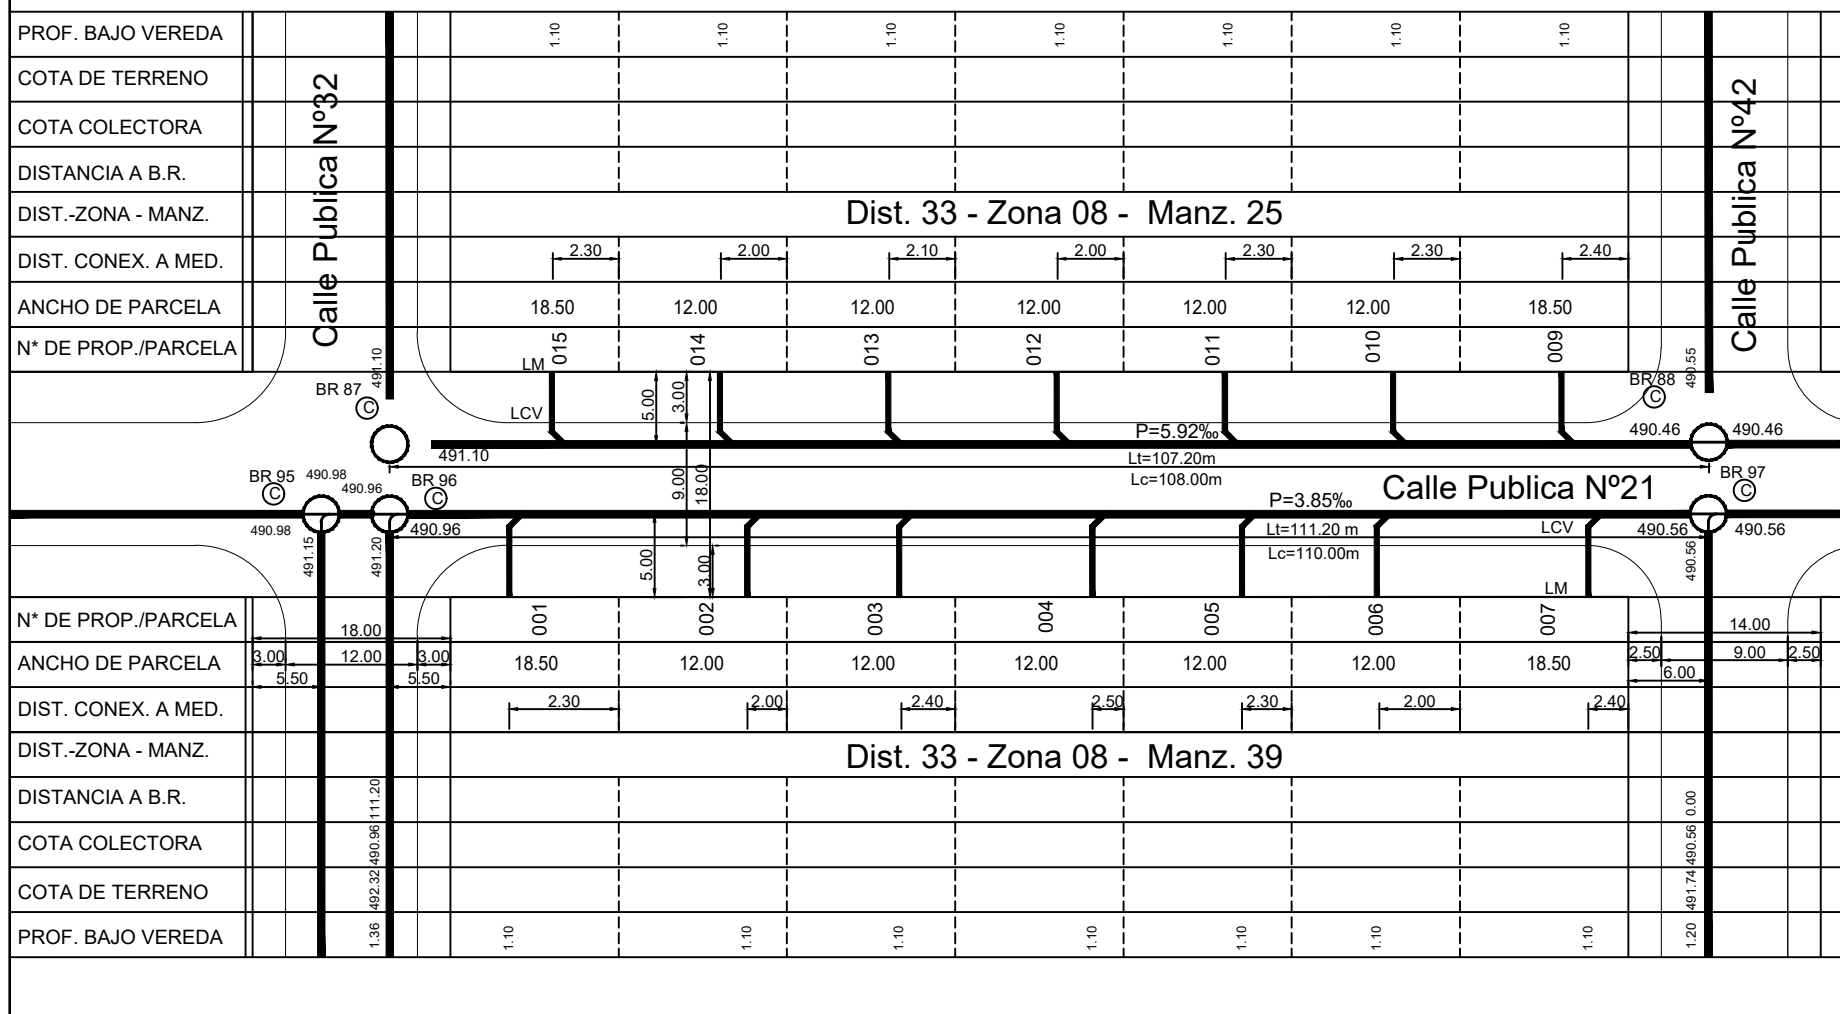 PROF. BAJO VEREDA 1.10 1.10 1.10 1.10 1.10 1.10 1.10
COTA DE TERRENO
COTA COLECTORA
DISTANCIA A B.R.
Calle Publica Nº32
Calle Publica Nº42
DIST.-ZONA - MANZ. Dist. 33 - Zona 08 - Manz. 25
DIST. CONEX. A MED. 2.30 2.00 2.10 2.00 2.30 2.30 2.40
ANCHO DE PARCELA 18.50 12.00 12.00 12.00 12.00 12.00 18.50
N* DE PROP./PARCELA 015 014 013 012 011 010 009
491.10
490.55
LM
BR 87 C
BR 88 C
LCV
5.00 3.00
P=5.92‰
490.46 490.46
491.10
Lt=107.20m
Lc=108.00m
9.00 18.00
BR 95 C
490.98
490.96
BR 96 C
BR 97 C
Calle Publica Nº21
P=3.85‰
490.98
490.96
Lt=111.20 m
LCV
490.56 490.56
Lc=110.00m
491.15 491.20
5.00 3.00
490.56
LM
N* DE PROP./PARCELA 001 002 003 004 005 006 007
18.00
14.00
ANCHO DE PARCELA 3.00 12.00 3.00 18.50 12.00 12.00 12.00 12.00 12.00 18.50 2.50 9.00 2.50
5.50 5.50
6.00
DIST. CONEX. A MED. 2.30 2.00 2.40 2.50 2.30 2.00 2.40
DIST.-ZONA - MANZ. Dist. 33 - Zona 08 - Manz. 39
DISTANCIA A B.R. 111.20 0.00
COTA COLECTORA 490.96 490.56
COTA DE TERRENO 492.32 491.74
PROF. BAJO VEREDA 1.36 1.10 1.10 1.10 1.10 1.10 1.10 1.10 1.20